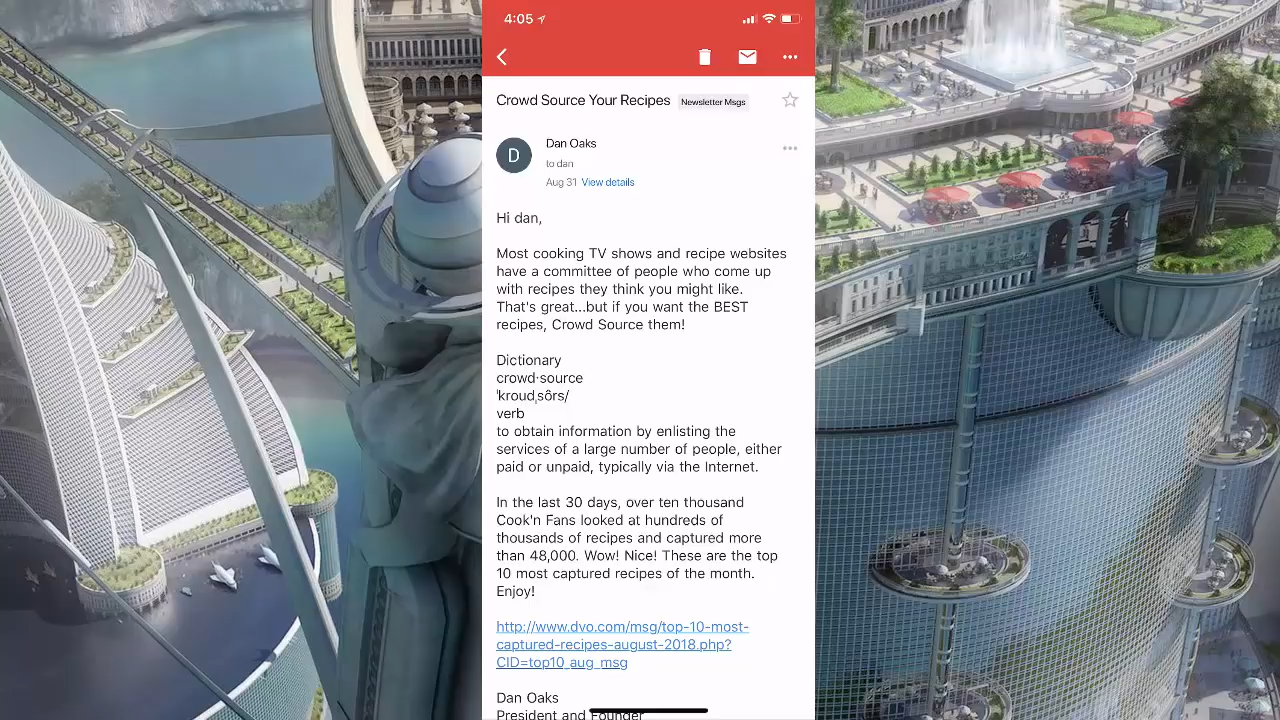 4:05
Crowd Source Your Recipes Newsletter Msgs
D
Dan Oaks
to dan
Aug 31 View details
Hi dan,
Most cooking TV shows and recipe websites
have a committee of people who come up
with recipes they think you might like.
That's great...but if you want the BEST
recipes, Crowd Source them!
Dictionary
crowd·source
ˈkroudˌsôrs/
verb
to obtain information by enlisting the
services of a large number of people, either
paid or unpaid, typically via the Internet.
In the last 30 days, over ten thousand
Cook'n Fans looked at hundreds of
thousands of recipes and captured more
than 48,000. Wow! Nice! These are the top
10 most captured recipes of the month.
Enjoy!
http://www.dvo.com/msg/top-10-most-
captured-recipes-august-2018.php?
CID=top10_aug_msg
Dan Oaks
President and Founder